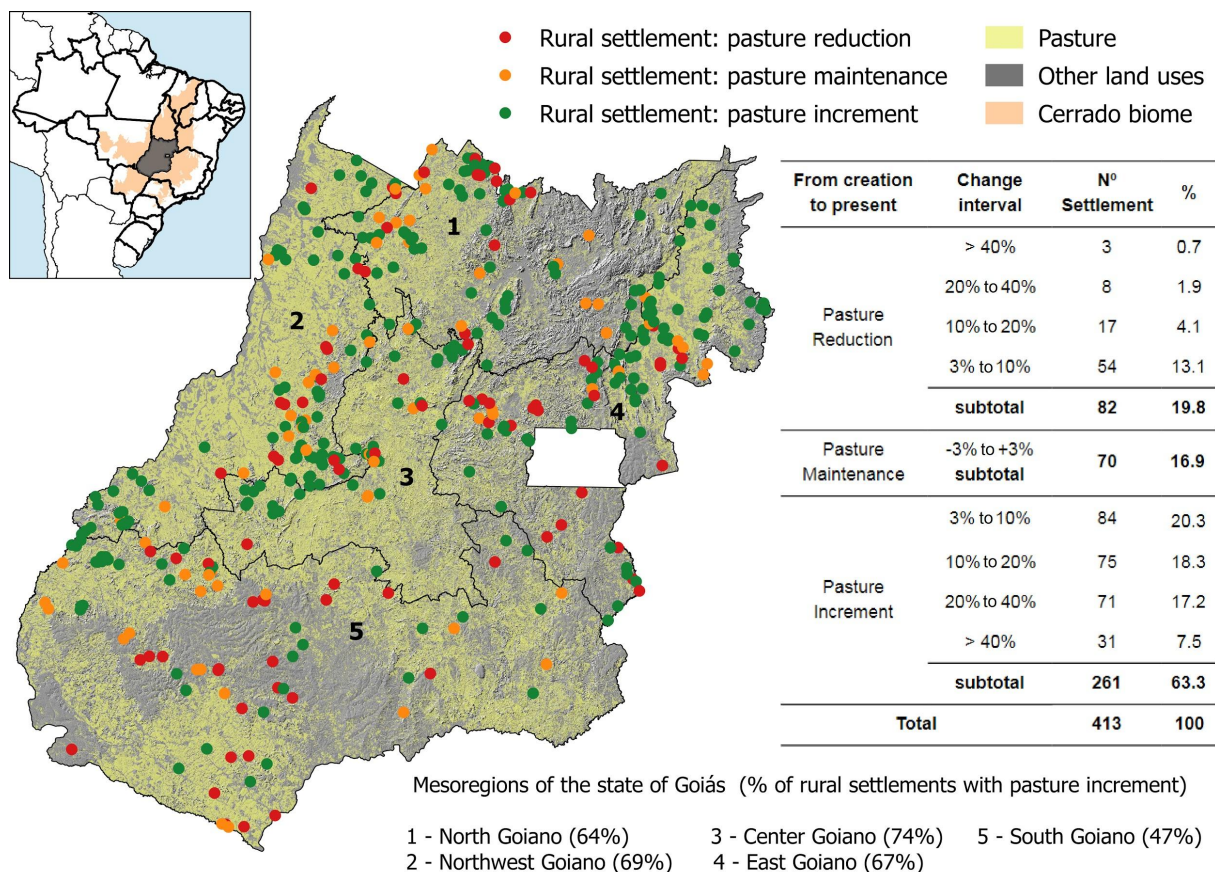 Rural settlement: pasture reduction
Rural settlement: pasture maintenance
Rural settlement: pasture increment
Pasture
Other land uses
Cerrado biome
1
2
3
4
5
From creation to present Change interval Nº Settlement %
Pasture Reduction
> 40% 3 0.7
20% to 40% 8 1.9
10% to 20% 17 4.1
3% to 10% 54 13.1
subtotal 82 19.8
Pasture Maintenance
-3% to +3%
subtotal 70 16.9
Pasture Increment
3% to 10% 84 20.3
10% to 20% 75 18.3
20% to 40% 71 17.2
> 40% 31 7.5
subtotal 261 63.3
Total 413 100
Mesoregions of the state of Goiás (% of rural settlements with pasture increment)
1 - North Goiano (64%) 3 - Center Goiano (74%) 5 - South Goiano (47%)
2 - Northwest Goiano (69%) 4 - East Goiano (67%)